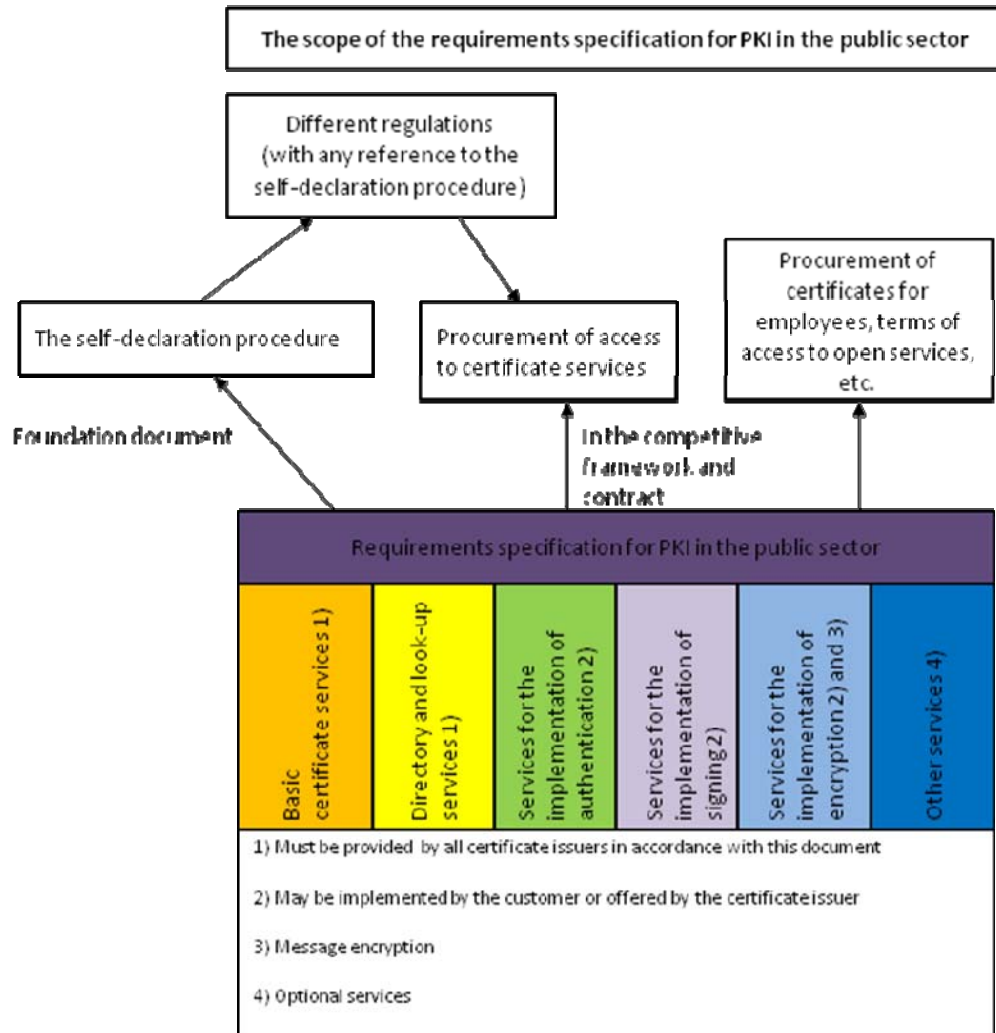 The scope of the requirements specification for PKI in the public sector
Different regulations
(with any reference to the
self-declaration procedure)
Procurement of
certificates for
employees, terms of
access to open services,
etc.
The self-declaration procedure
Procurement of access
to certificate services
Foundation document
In the competitive
framework and
contract
Requirements specification for PKI in the public sector
Basic
certificate services 1)
Directory and look-up
services 1)
Services for the
implementation of
authentication 2)
Services for the
implementation of
signing 2)
Services for the
implementation of
encryption 2) and 3)
Other services 4)
1) Must be provided by all certificate issuers in accordance with this document
2) May be implemented by the customer or offered by the certificate issuer
3) Message encryption
4) Optional services